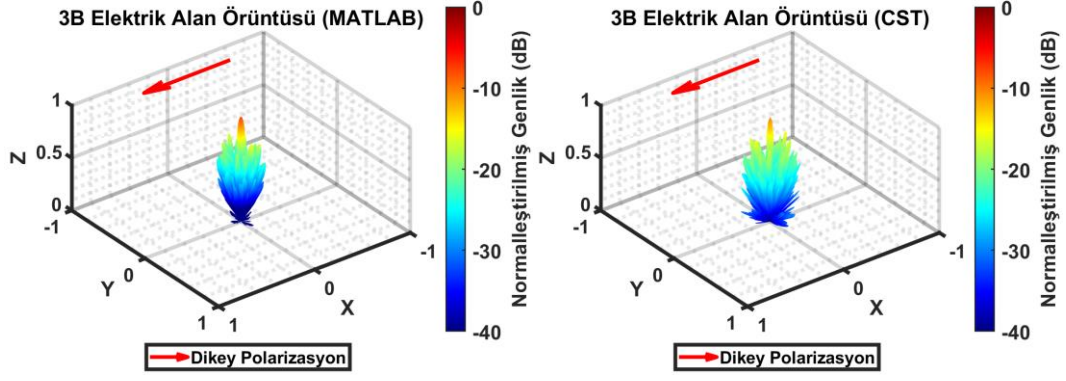 3B Elektrik Alan Örüntüsü (MATLAB)
1
0.5
0
Z
-1
0
1
Y
1
0
-1
X
0
-10
-20
-30
-40
Normalleştirilmiş Genlik (dB)
Dikey Polarizasyon
3B Elektrik Alan Örüntüsü (CST)
1
0.5
0
Z
-1
0
1
Y
1
0
-1
X
0
-10
-20
-30
-40
Normalleştirilmiş Genlik (dB)
Dikey Polarizasyon